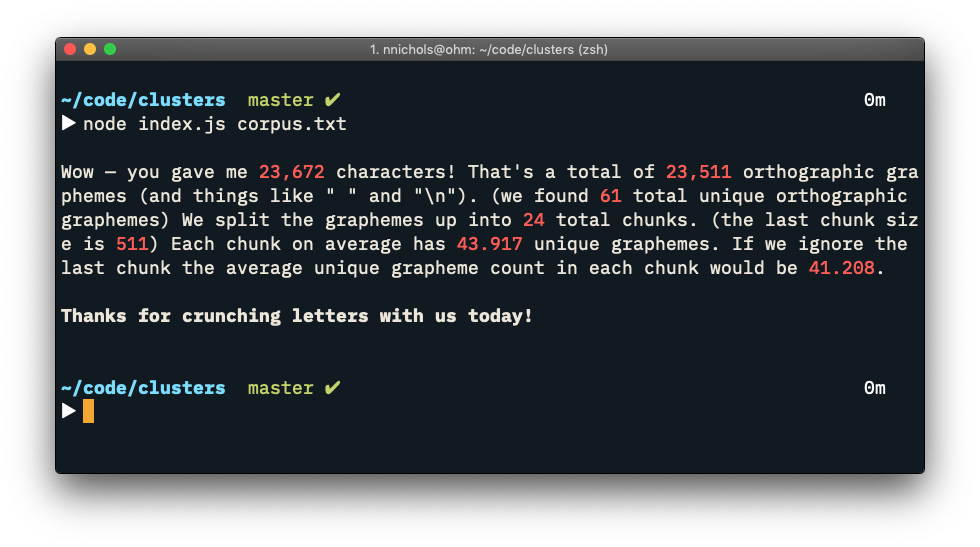 1. nnichols@ohm: ~/code/clusters (zsh)
~/code/clusters master ✔ 0m
▶ node index.js corpus.txt
Wow — you gave me 23,672 characters! That's a total of 23,511 orthographic gra
phemes (and things like " " and "\n"). (we found 61 total unique orthographic
graphemes) We split the graphemes up into 24 total chunks. (the last chunk siz
e is 511) Each chunk on average has 43.917 unique graphemes. If we ignore the
last chunk the average unique grapheme count in each chunk would be 41.208.
Thanks for crunching letters with us today!
~/code/clusters master ✔ 0m
▶